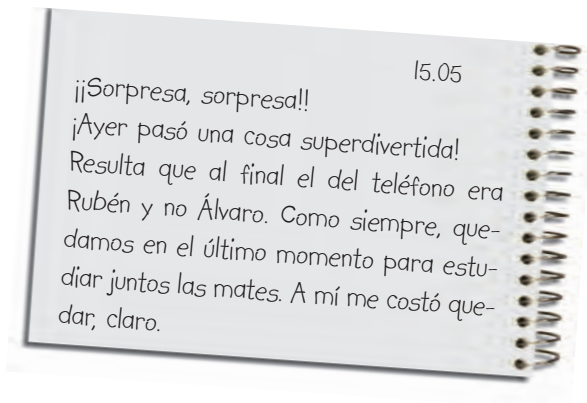 15.05
¡¡Sorpresa, sorpresa!!
¡Ayer pasó una cosa superdivertida!
Resulta que al final el del teléfono era
Rubén y no Álvaro. Como siempre, que-
damos en el último momento para estu-
diar juntos las mates. A mí me costó que-
dar, claro.